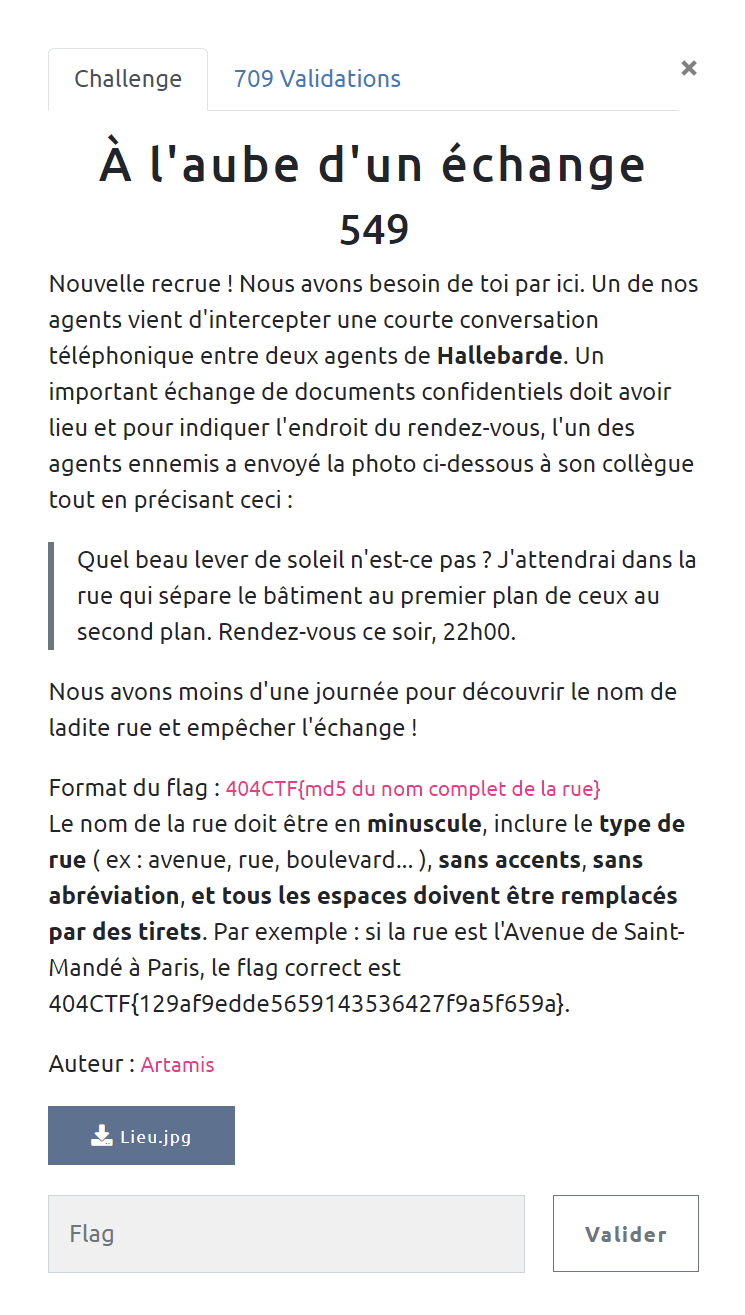 Challenge
709 Validations
×
À l'aube d'un échange
549
Nouvelle recrue ! Nous avons besoin de toi par ici. Un de nos
agents vient d'intercepter une courte conversation
téléphonique entre deux agents de Hallebarde. Un
important échange de documents confidentiels doit avoir
lieu et pour indiquer l'endroit du rendez-vous, l'un des
agents ennemis a envoyé la photo ci-dessous à son collègue
tout en précisant ceci :
Quel beau lever de soleil n'est-ce pas ? J'attendrai dans la
rue qui sépare le bâtiment au premier plan de ceux au
second plan. Rendez-vous ce soir, 22h00.
Nous avons moins d'une journée pour découvrir le nom de
ladite rue et empêcher l'échange !
Format du flag : 404CTF{md5 du nom complet de la rue}
Le nom de la rue doit être en minuscule, inclure le type de
rue ( ex : avenue, rue, boulevard... ), sans accents, sans
abréviation, et tous les espaces doivent être remplacés
par des tirets. Par exemple : si la rue est l'Avenue de Saint-
Mandé à Paris, le flag correct est
404CTF{129af9edde5659143536427f9a5f659a}.
Auteur : Artamis
Lieu.jpg
Flag
Valider